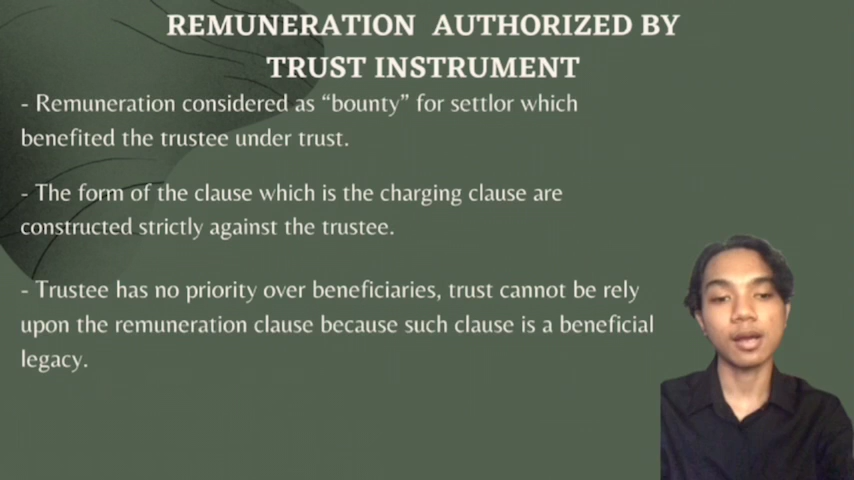 REMUNERATION AUTHORIZED BY
TRUST INSTRUMENT
- Remuneration considered as “bounty” for settlor which
benefited the trustee under trust.
- The form of the clause which is the charging clause are
constructed strictly against the trustee.
- Trustee has no priority over beneficiaries, trust cannot be rely
upon the remuneration clause because such clause is a beneficial
legacy.